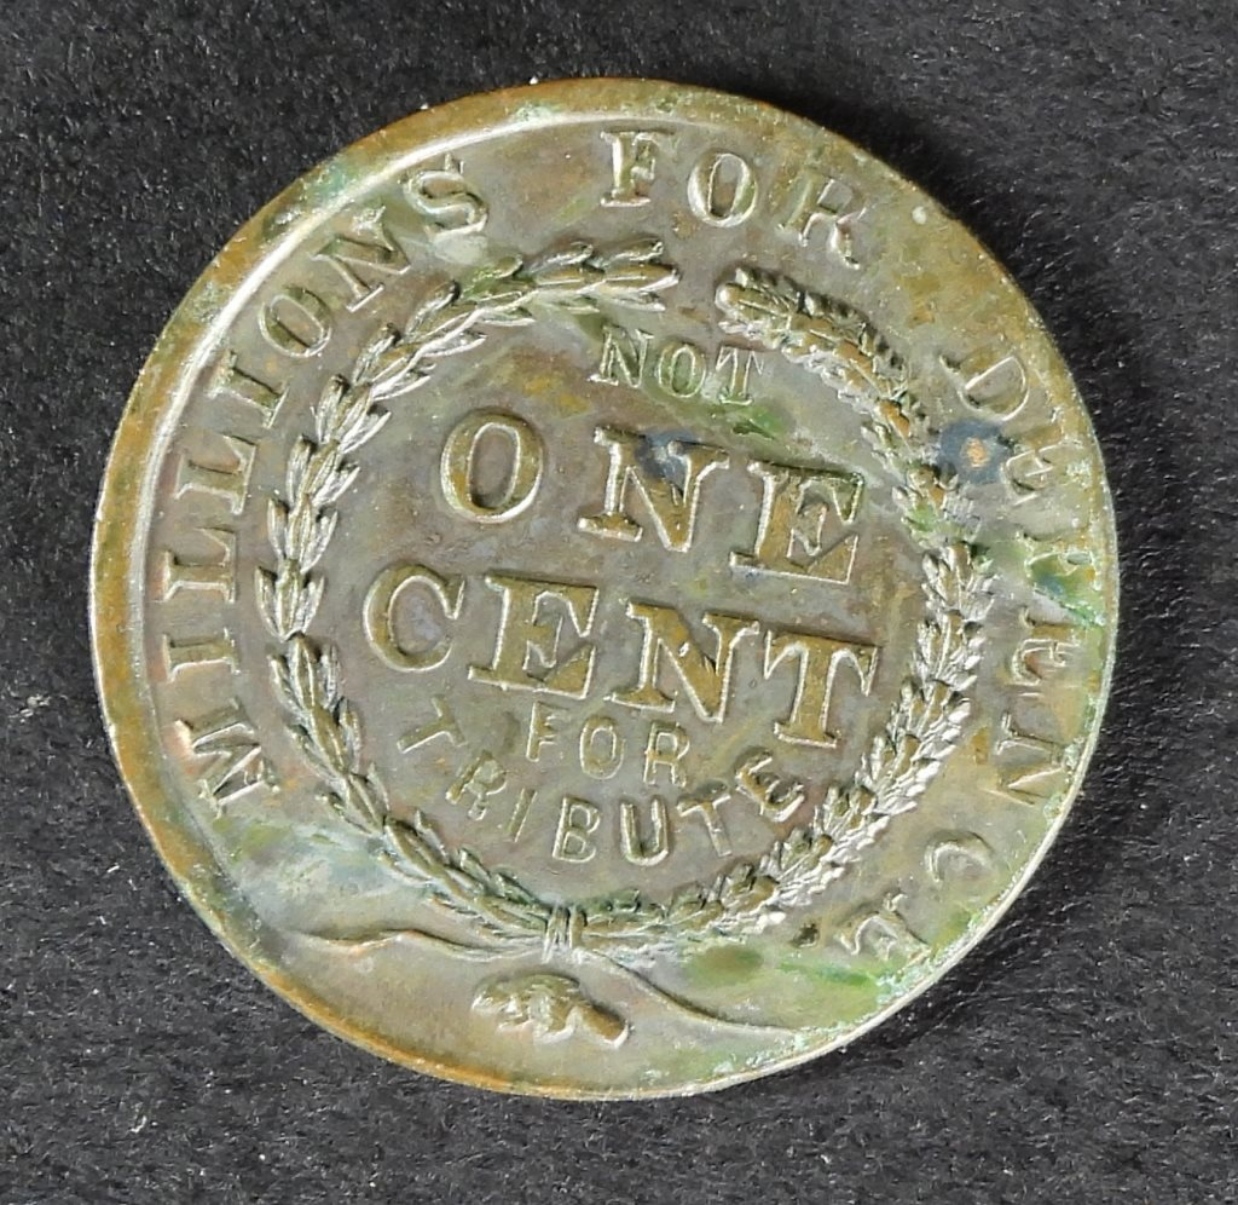 MILLIONS FOR DEFENCE
NOT
ONE
CENT
FOR
TRIBUTE